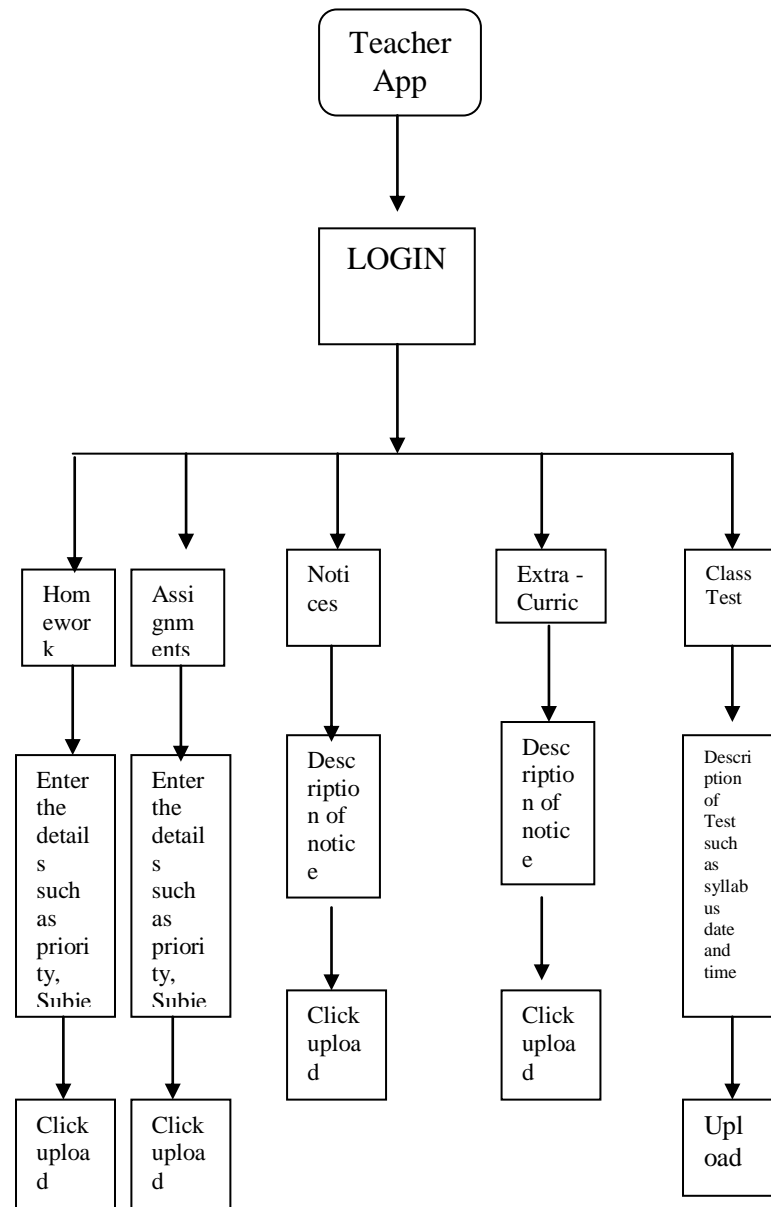 Teacher
App
LOGIN
Hom
ewor
k
Assi
gnm
ents
Noti
ces
Extra -
Curric
Class
Test
Enter
the
detail
s
such
as
priori
ty,
Subje
Enter
the
detail
s
such
as
priori
ty,
Subje
Desc
riptio
n of
notic
e
Desc
riptio
n of
notic
e
Descri
ption
of
Test
such
as
syllab
us
date
and
time
Click
uploa
d
Click
uploa
d
Click
uploa
d
Click
uploa
d
Upl
oad